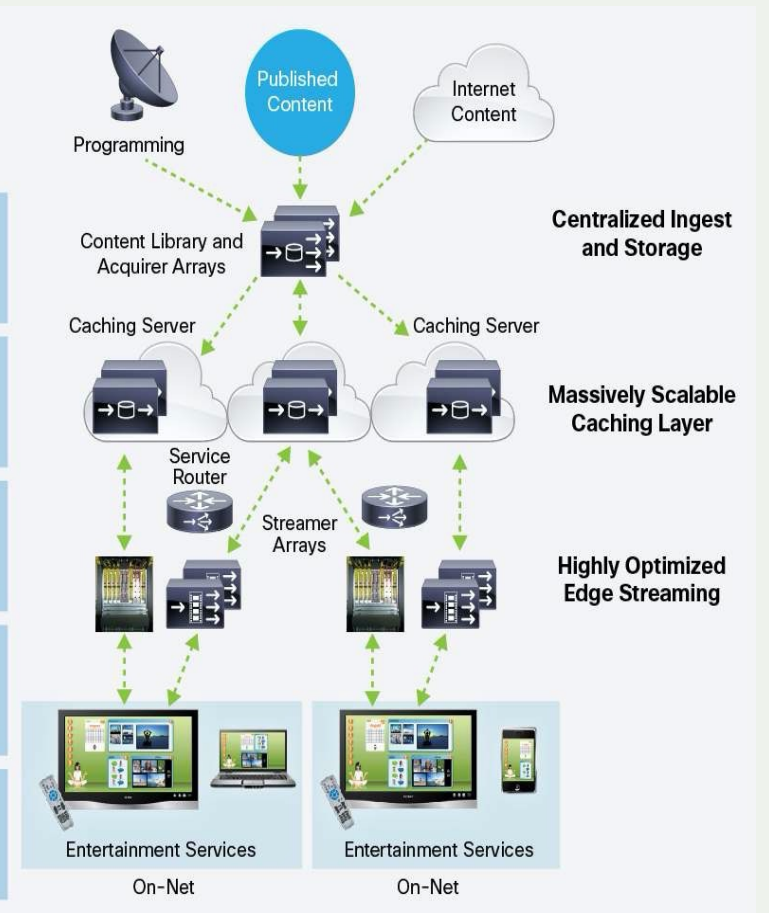 Published
Content
Internet
Content
Programming
Content Library and
Acquirer Arrays
Centralized Ingest
and Storage
Caching Server
Caching Server
Massively Scalable
Caching Layer
Service
Router
Streamer
Arrays
Highly Optimized
Edge Streaming
Entertainment Services
Entertainment Services
On-Net
On-Net